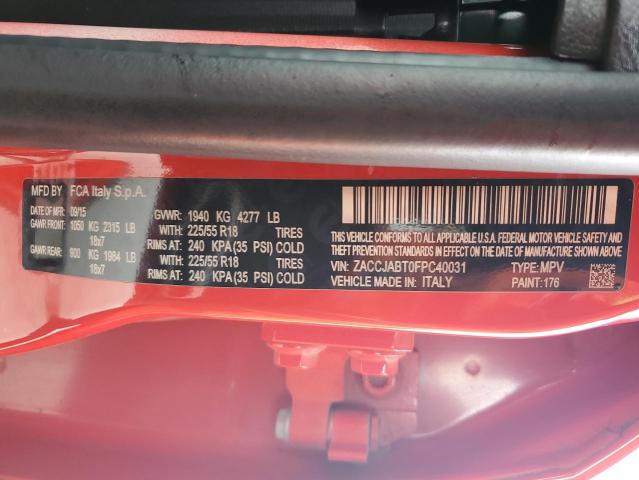 MFD BY FCA Italy S.p.A.
DATE OF MFR: 09/15 GVWR: 1940 KG 4277 LB
GAWR FRONT: 1050 KG 2315 LB WITH: 225/55 R18 TIRES
18x7 RIMS AT: 240 KPA(35 PSI) COLD
GAWR REAR: 900 KG 1984 LB WITH: 225/55 R18 TIRES
18x7 RIMS AT: 240 KPA(35 PSI) COLD
THIS VEHICLE CONFORMS TO ALL APPLICABLE U.S.A. FEDERAL MOTOR VEHICLE SAFETY AND
THEFT PREVENTION STANDARDS IN EFFECT ON THE DATE OF MANUFACTURE SHOWN ABOVE
VIN: ZACCJABT0FPC40031 TYPE: MPV
VEHICLE MADE IN: ITALY PAINT: 176